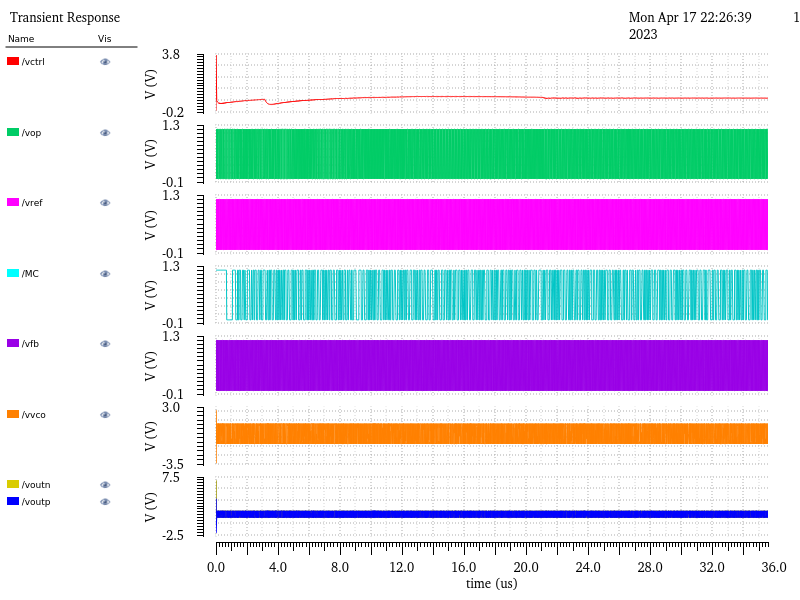 Transient Response
Mon Apr 17 22:26:39 1
2023
Name Vis
/vctrl
V (V)
3.8
-0.2
/vop
V (V)
1.3
-0.1
/vref
V (V)
1.3
-0.1
/MC
V (V)
1.3
-0.1
/vfb
V (V)
1.3
-0.1
/vvco
V (V)
3.0
-3.5
/voutn
/voutp
V (V)
7.5
-2.5
0.0 4.0 8.0 12.0 16.0 20.0 24.0 28.0 32.0 36.0
time (us)